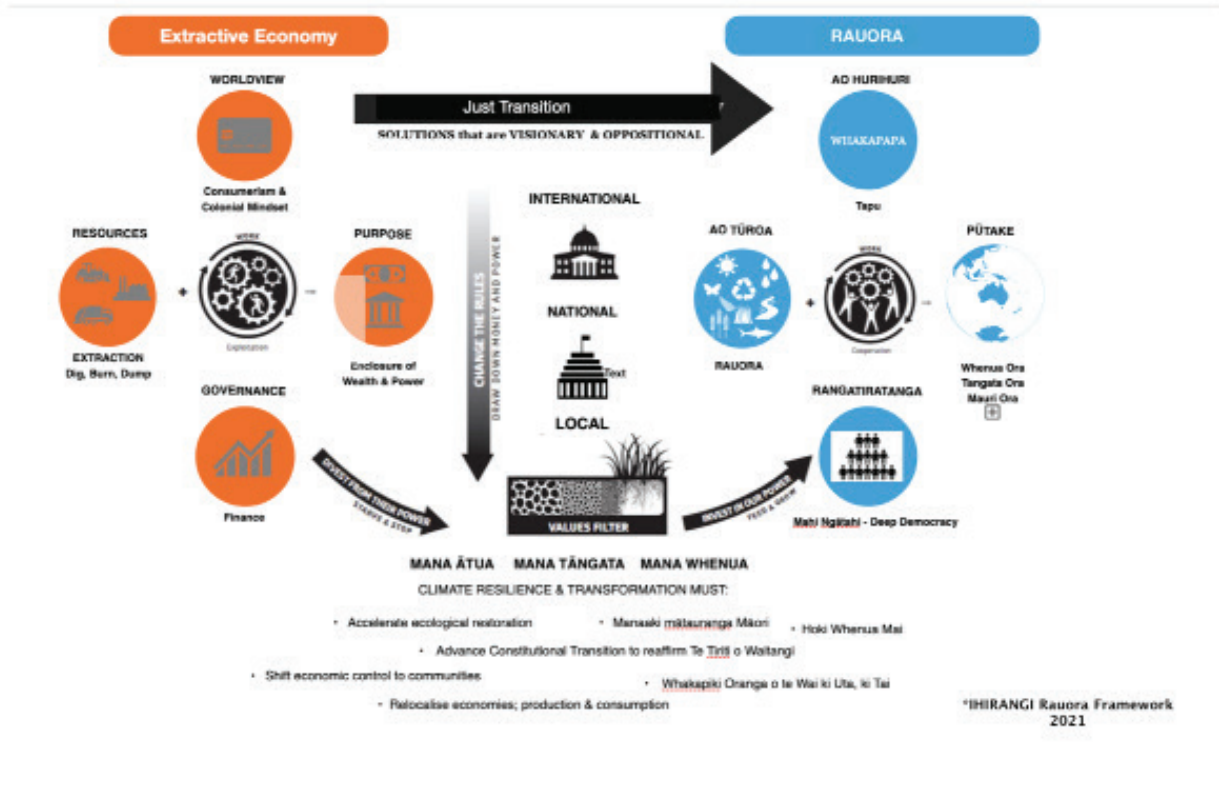 Extractive Economy
RAUORA
WORLDVIEW
Consumerism &
Colonial Mindset
Just Transition
SOLUTIONS that are VISIONARY & OPPOSITIONAL
AO HURIHURI
WHAKAPAPA
Tapu
RESOURCES
EXTRACTION
Dig, Burn, Dump
+
WORK
Exploitation
PURPOSE
Enclosure of
Wealth & Power
GOVERNANCE
Finance
CHANGE THE RULES
DRAW DOWN MONEY AND POWER
INTERNATIONAL
NATIONAL
Text
LOCAL
AO TŪROA
RAUORA
+
WORK
Cooperation
PŪTAKE
Whenua Ora
Tangata Ora
Mauri Ora
RANGATIRATANGA
Mahi Ngātahi - Deep Democracy
DIVEST FROM THEIR POWER
STARVE & STOP
VALUES FILTER
INVEST IN OUR POWER
FEED & GROW
MANA ĀTUA MANA TĀNGATA MANA WHENUA
CLIMATE RESILIENCE & TRANSFORMATION MUST:
• Accelerate ecological restoration
• Manaaki mātauranga Māori
• Hoki Whenua Mai
• Advance Constitutional Transition to reaffirm Te Tiriti o Waitangi
• Shift economic control to communities
• Whakapiki Oranga o te Wai ki Uta, ki Tai
• Relocalise economies; production & consumption
*IHIRANGI Rauora Framework
2021